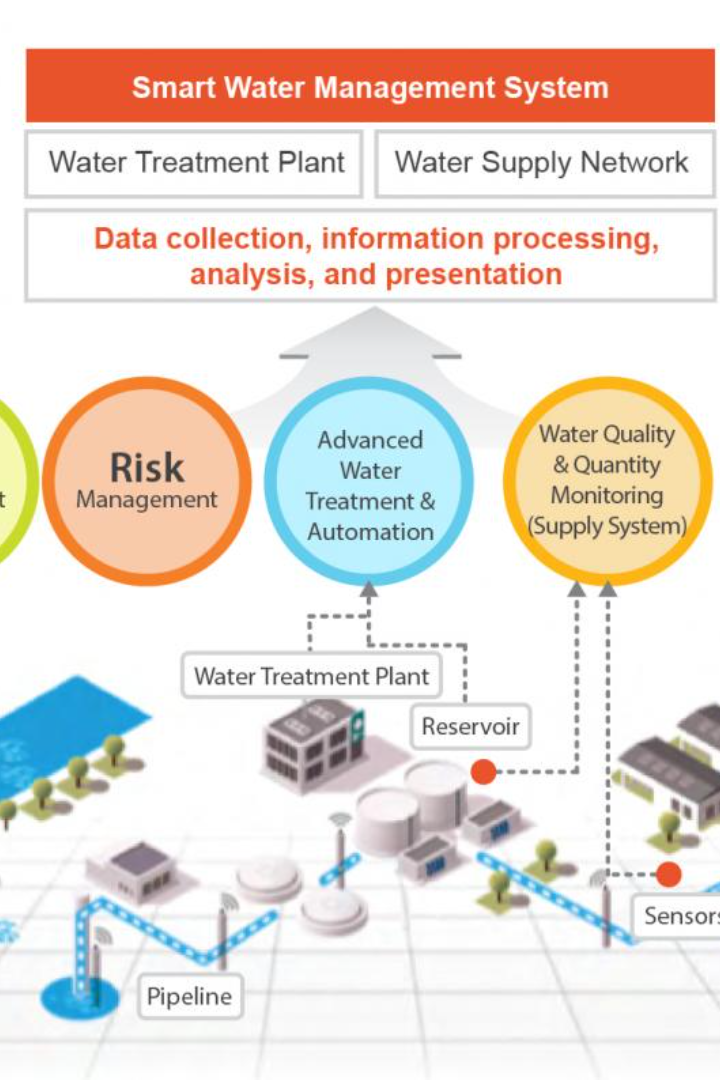 Smart Water Management System
Water Treatment Plant
Water Supply Network
Data collection, information processing,
analysis, and presentation
t
Risk
Management
Advanced
Water
Treatment &
Automation
Water Quality
& Quantity
Monitoring
(Supply System)
Water Treatment Plant
Reservoir
Sensors
Pipeline